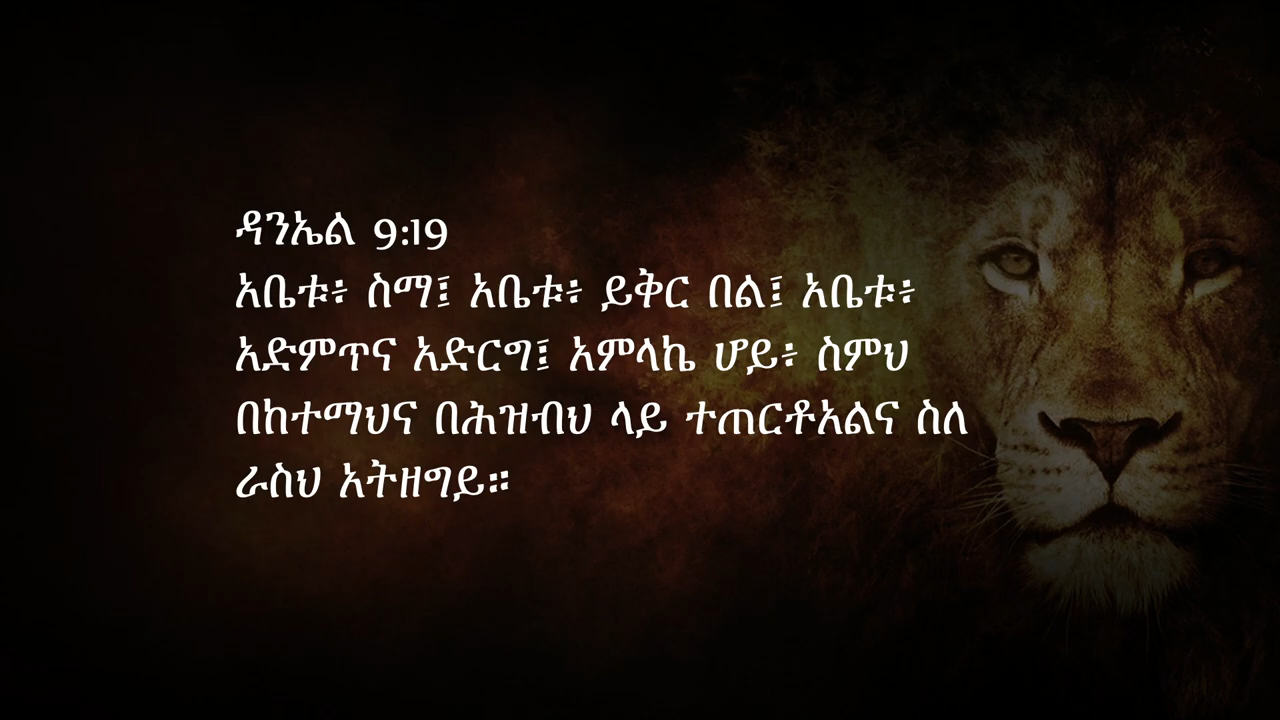 ዳንኤል 9፡19
አቤቱ፥ ስማ፤ አቤቱ፥ ይቅር በል፤ አቤቱ፥
አድምጥና አድርግ፤ አምላኬ ሆይ፥ ስምህ
በከተማህና በሕዝብህ ላይ ተጠርቶአልና ስለ
ራስህ አትዘግይ።